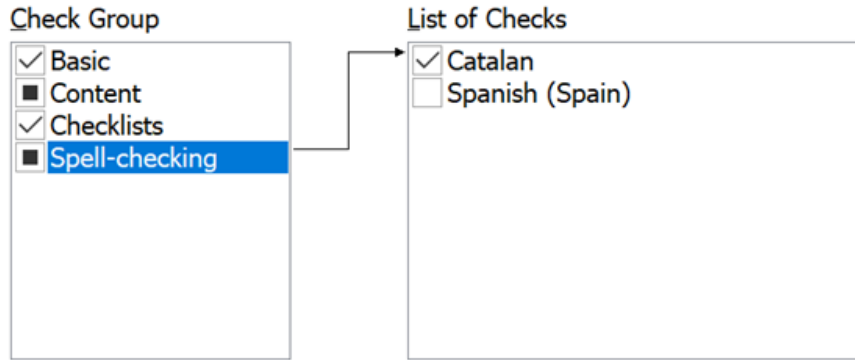 Check Group
Basic
Content
Checklists
Spell-checking
List of Checks
Catalan
Spanish (Spain)